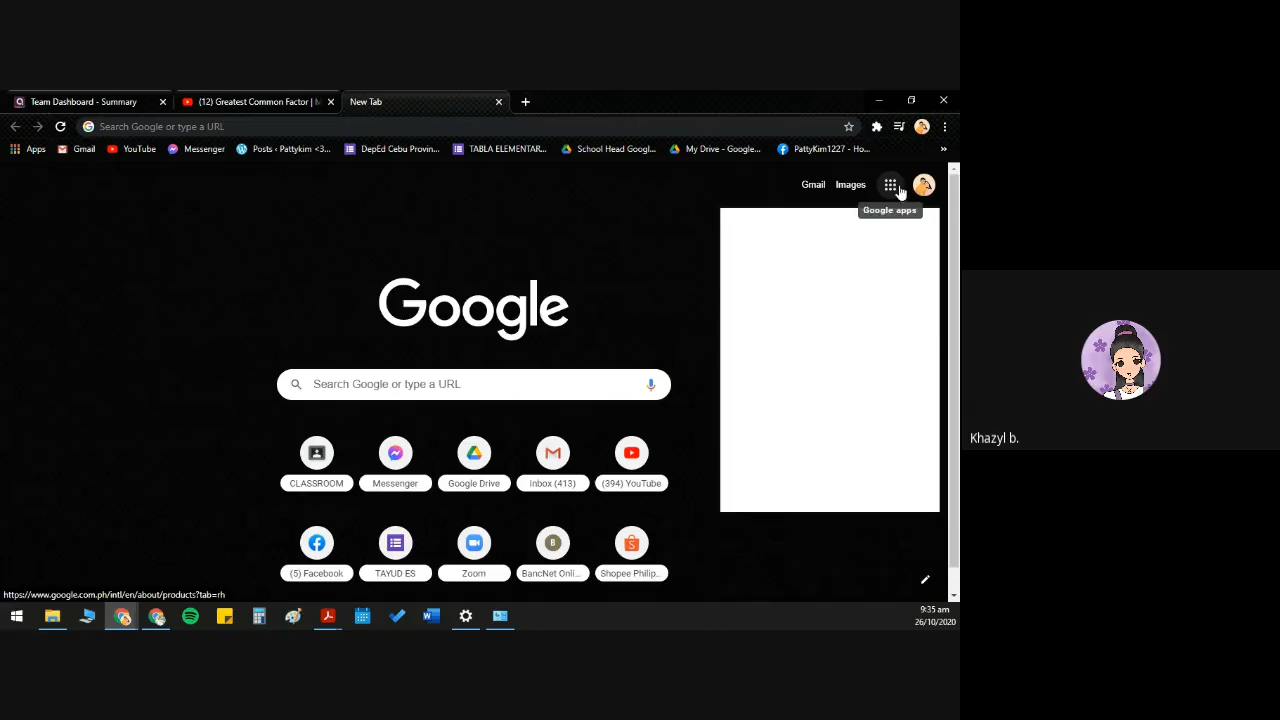 Team Dashboard - Summary
(12) Greatest Common Factor |
New Tab
Search Google or type a URL
Apps
Gmail
YouTube
Messenger
Posts ‹ Pattykim <3...
DepEd Cebu Provin...
TABLA ELEMENTAR...
School Head Googl...
My Drive - Google...
PattyKim1227 - Ho...
»
Gmail
Images
Google apps
Google
Search Google or type a URL
CLASSROOM
Messenger
Google Drive
Inbox (413)
(394) YouTube
B
(5) Facebook
TAYUD ES
Zoom
BancNet Onli...
Shopee Philip...
https://www.google.com.ph/intl/en/about/products?tab=rh
9:35 am
26/10/2020
Khazyl b.